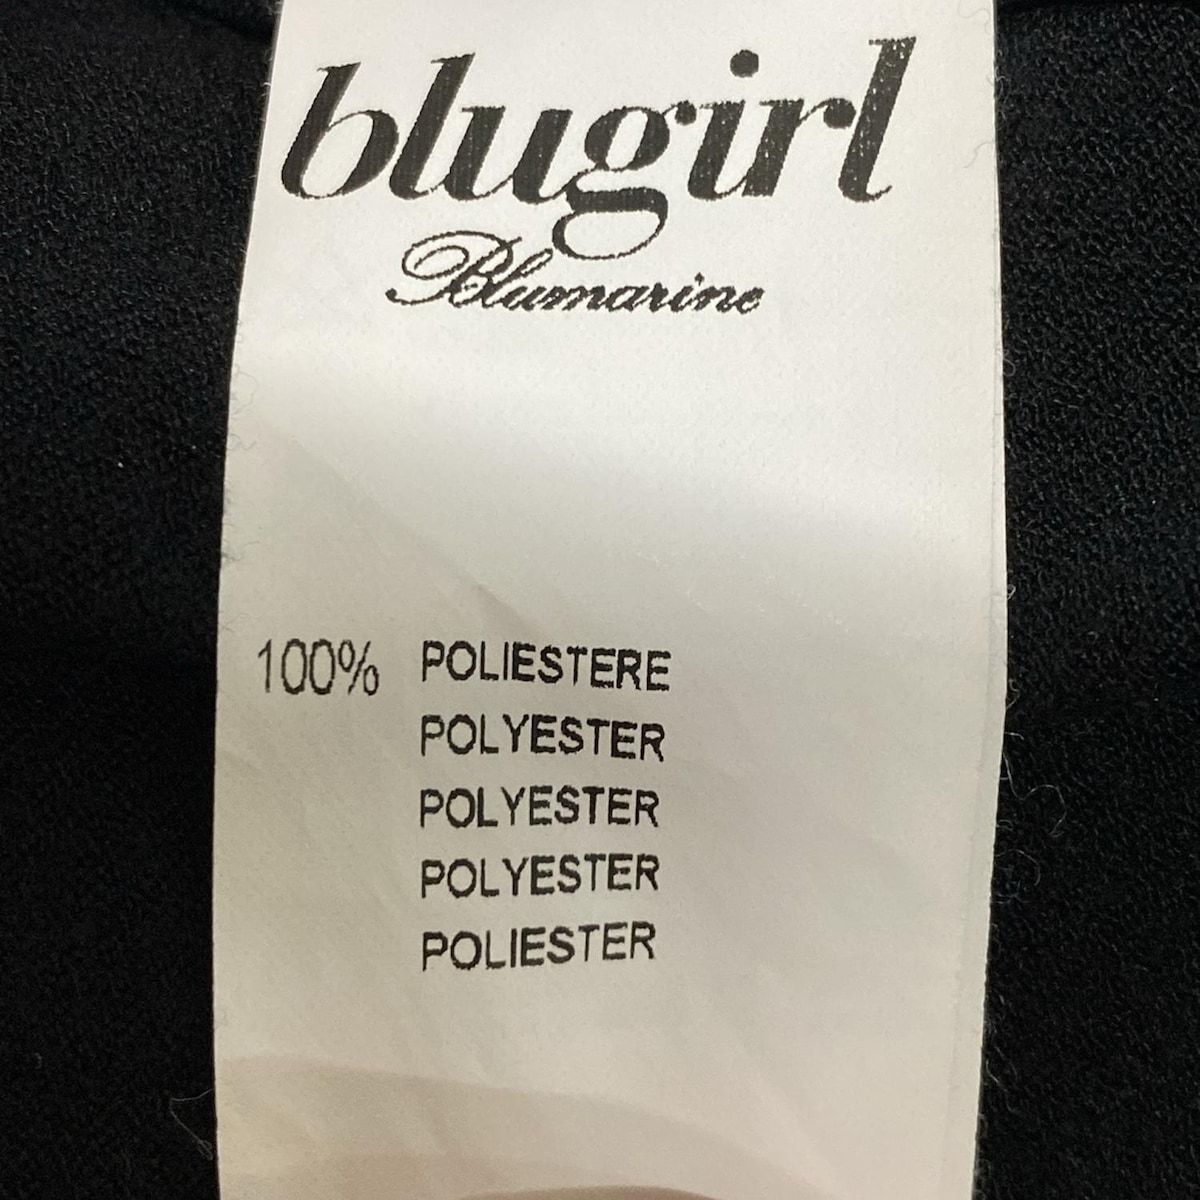 blugirl
Blumarine
100% POLIESTERE
POLYESTER
POLYESTER
POLYESTER
POLIESTER